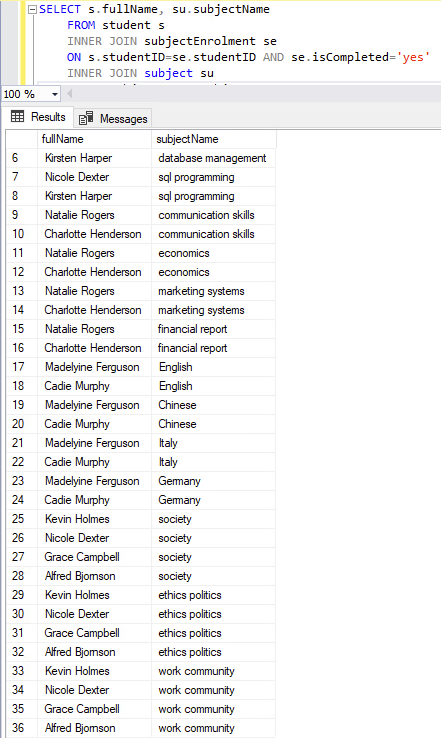 SELECT s.fullName, su.subjectName
FROM student s
INNER JOIN subjectEnrolment se
ON s.studentID=se.studentID AND se.isCompleted='yes'
INNER JOIN subject su
100 %
Results Messages
fullName subjectName
6 Kirsten Harper database management
7 Nicole Dexter sql programming
8 Kirsten Harper sql programming
9 Natalie Rogers communication skills
10 Charlotte Henderson communication skills
11 Natalie Rogers economics
12 Charlotte Henderson economics
13 Natalie Rogers marketing systems
14 Charlotte Henderson marketing systems
15 Natalie Rogers financial report
16 Charlotte Henderson financial report
17 Madelyine Ferguson English
18 Cadie Murphy English
19 Madelyine Ferguson Chinese
20 Cadie Murphy Chinese
21 Madelyine Ferguson Italy
22 Cadie Murphy Italy
23 Madelyine Ferguson Germany
24 Cadie Murphy Germany
25 Kevin Holmes society
26 Nicole Dexter society
27 Grace Campbell society
28 Alfred Bjornson society
29 Kevin Holmes ethics politics
30 Nicole Dexter ethics politics
31 Grace Campbell ethics politics
32 Alfred Bjornson ethics politics
33 Kevin Holmes work community
34 Nicole Dexter work community
35 Grace Campbell work community
36 Alfred Bjornson work community